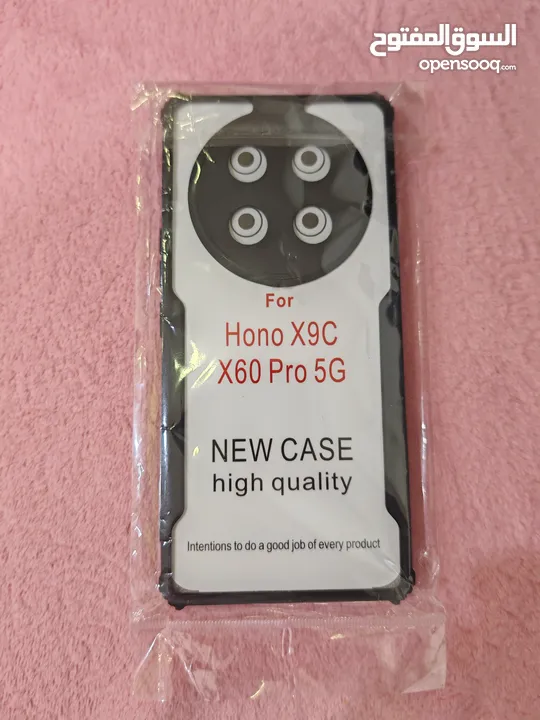 السوق المفتوح
opensooq.com
For
Hono X9C
X60 Pro 5G
NEW CASE
high quality
Intentions to do a good job of every product